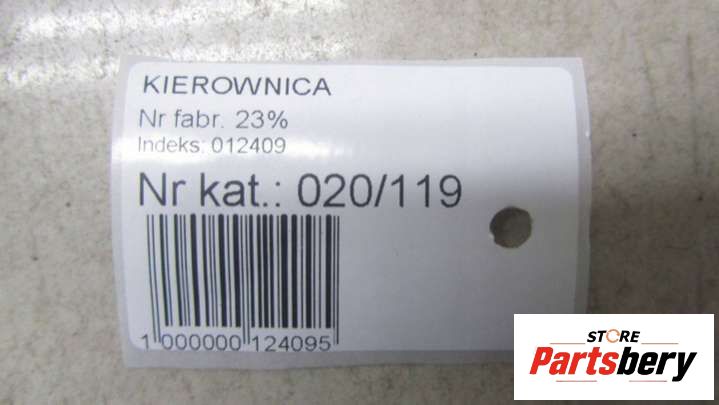 KIEROWNICA
Nr fabr. 23%
Indeks: 012409
Nr kat.: 020/119
1 000000 124095
STORE
Partsbery